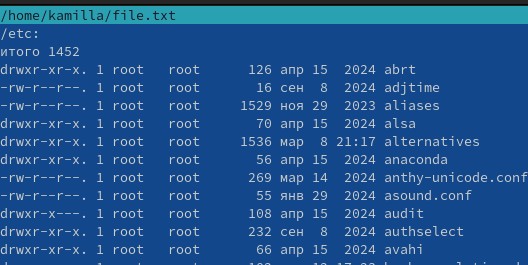 /home/kamilla/file.txt
/etc:
итого 1452
drwxr-xr-x. 1 root   root      126 апр 15  2024 abrt
-rw-r--r--. 1 root   root       16 сен  8  2024 adjtime
-rw-r--r--. 1 root   root     1529 ноя 29  2023 aliases
drwxr-xr-x. 1 root   root       70 апр 15  2024 alsa
drwxr-xr-x. 1 root   root     1536 мар  8 21:17 alternatives
drwxr-xr-x. 1 root   root       56 апр 15  2024 anaconda
-rw-r--r--. 1 root   root      269 мар 14  2024 anthy-unicode.conf
-rw-r--r--. 1 root   root       55 янв 29  2024 asound.conf
drwxr-x---. 1 root   root      108 апр 15  2024 audit
drwxr-xr-x. 1 root   root      232 сен  8  2024 authselect
drwxr-xr-x. 1 root   root       66 апр 15  2024 avahi